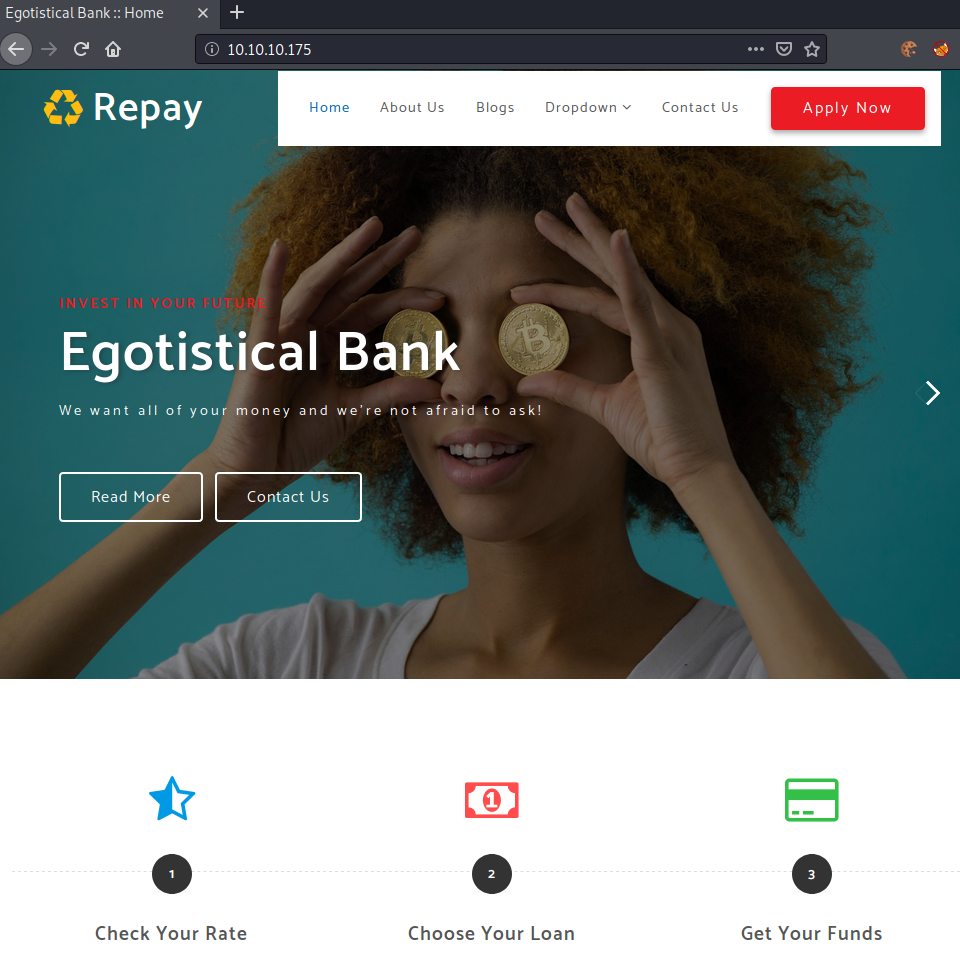 Egotistical Bank :: Home
10.10.10.175
Repay
Home About Us Blogs Dropdown Contact Us Apply Now
INVEST IN YOUR FUTURE
Egotistical Bank
We want all of your money and we're not afraid to ask!
Read More Contact Us
1
1 2 3
Check Your Rate Choose Your Loan Get Your Funds